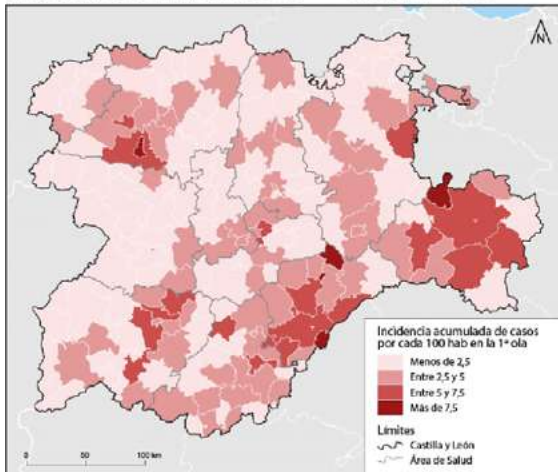 N
Incidencia acumulada de casos
por cada 100 hab en la 1ª ola
Menos de 2,5
Entre 2,5 y 5
Entre 5 y 7,5
Más de 7,5
Límites
Castilla y León
Área de Salud
0 50 100 km